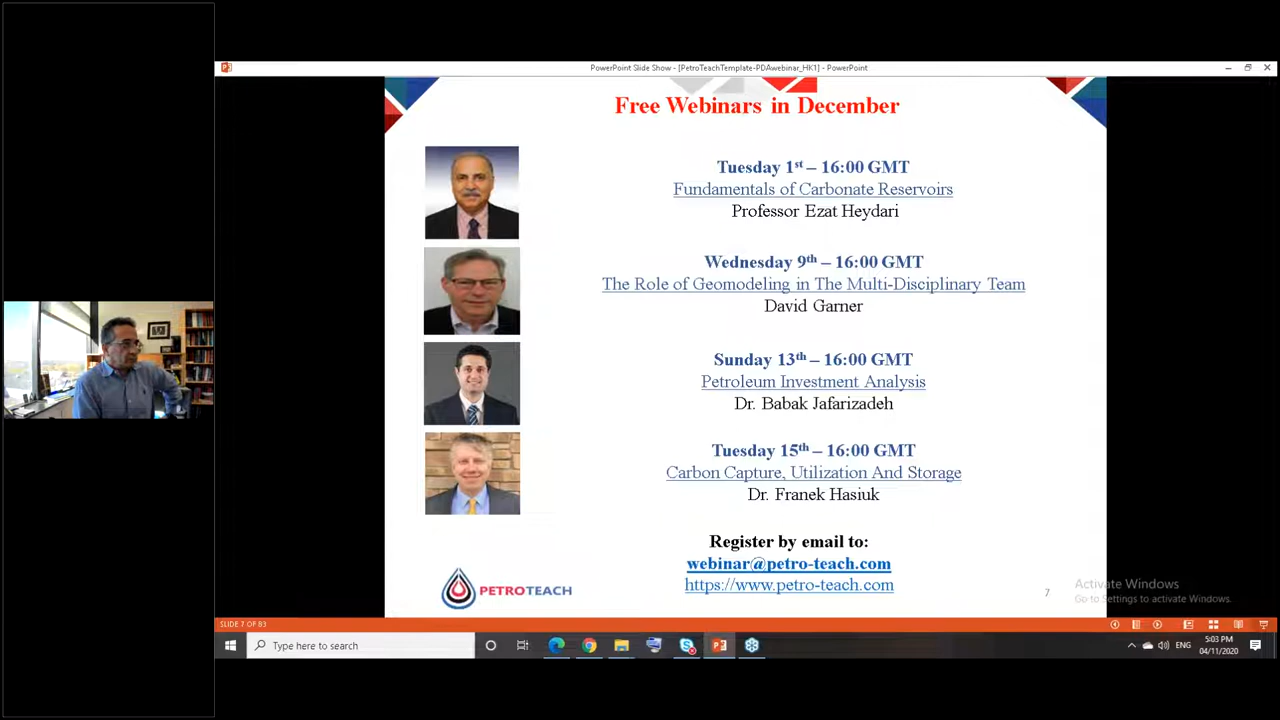 PowerPoint Slide Show - [PetroTeachTemplate-PDAwebinar_HK1] - PowerPoint
Free Webinars in December
Tuesday 1st – 16:00 GMT
Fundamentals of Carbonate Reservoirs
Professor Ezat Heydari
Wednesday 9th – 16:00 GMT
The Role of Geomodeling in The Multi-Disciplinary Team
David Garner
Sunday 13th – 16:00 GMT
Petroleum Investment Analysis
Dr. Babak Jafarizadeh
Tuesday 15th – 16:00 GMT
Carbon Capture, Utilization And Storage
Dr. Franek Hasiuk
Register by email to:
webinar@petro-teach.com
https://www.petro-teach.com
PETROTEACH
7
Activate Windows
Go to Settings to activate Windows.
SLIDE 7 OF 83
Type here to search
ENG
5:03 PM
04/11/2020